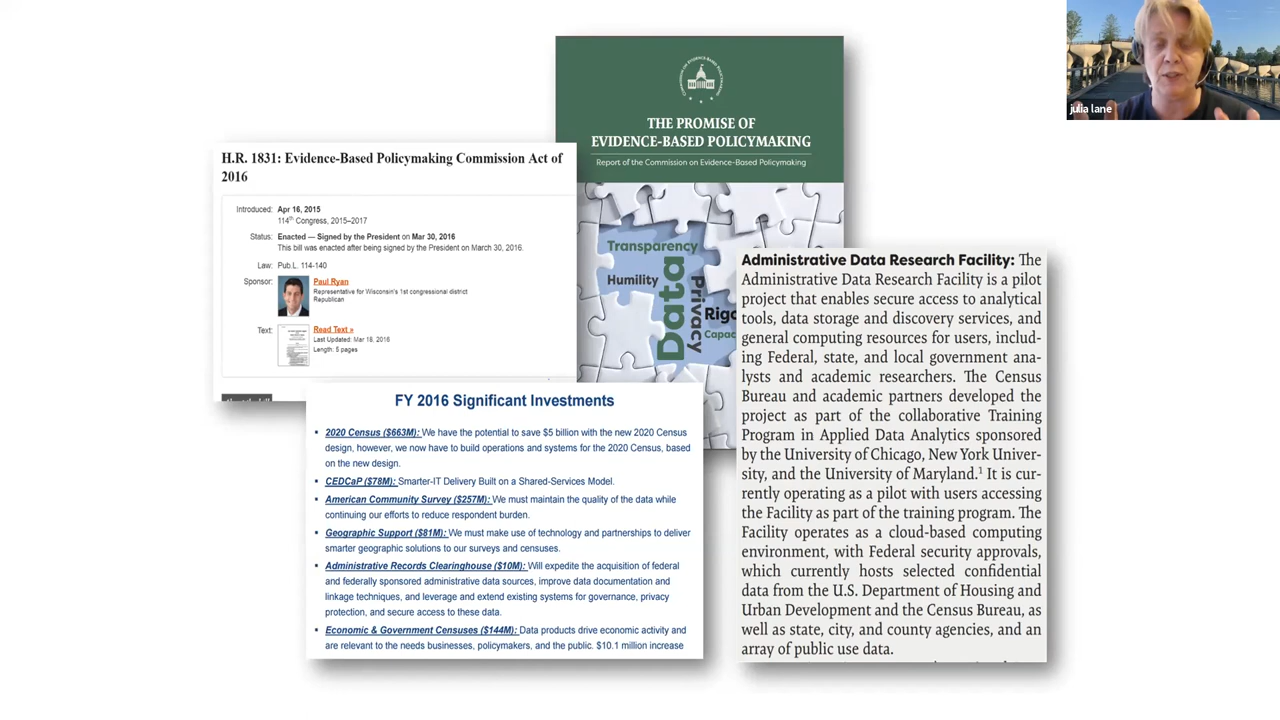 julia lane
THE PROMISE OF
EVIDENCE-BASED POLICYMAKING
Report of the Commission on Evidence-Based Policymaking
Transparency
Humility
Data
Privacy
Rigo
Capac
H.R. 1831: Evidence-Based Policymaking Commission Act of
2016
Introduced: Apr 16, 2015
114th Congress, 2015–2017
Status: Enacted — Signed by the President on Mar 30, 2016
This bill was enacted after being signed by the President on March 30, 2016.
Law: Pub.L. 114-140
Sponsor: Paul Ryan
Representative for Wisconsin's 1st congressional district
Republican
Text: Read Text »
Last Updated: Mar 18, 2016
Length: 5 pages
FY 2016 Significant Investments
▪ 2020 Census ($663M): We have the potential to save $5 billion with the new 2020 Census
design, however, we now have to build operations and systems for the 2020 Census, based
on the new design.
▪ CEDCaP ($78M): Smarter-IT Delivery Built on a Shared-Services Model.
▪ American Community Survey ($257M): We must maintain the quality of the data while
continuing our efforts to reduce respondent burden.
▪ Geographic Support ($81M): We must make use of technology and partnerships to deliver
smarter geographic solutions to our surveys and censuses.
▪ Administrative Records Clearinghouse ($10M): Will expedite the acquisition of federal
and federally sponsored administrative data sources, improve data documentation and
linkage techniques, and leverage and extend existing systems for governance, privacy
protection, and secure access to these data.
▪ Economic & Government Censuses ($144M): Data products drive economic activity and
are relevant to the needs businesses, policymakers, and the public. $10.1 million increase
Administrative Data Research Facility: The
Administrative Data Research Facility is a pilot
project that enables secure access to analytical
tools, data storage and discovery services, and
general computing resources for users, includ-
ing Federal, state, and local government ana-
lysts and academic researchers. The Census
Bureau and academic partners developed the
project as part of the collaborative Training
Program in Applied Data Analytics sponsored
by the University of Chicago, New York Univer-
sity, and the University of Maryland.¹ It is cur-
rently operating as a pilot with users accessing
the Facility as part of the training program. The
Facility operates as a cloud-based computing
environment, with Federal security approvals,
which currently hosts selected confidential
data from the U.S. Department of Housing and
Urban Development and the Census Bureau, as
well as state, city, and county agencies, and an
array of public use data.